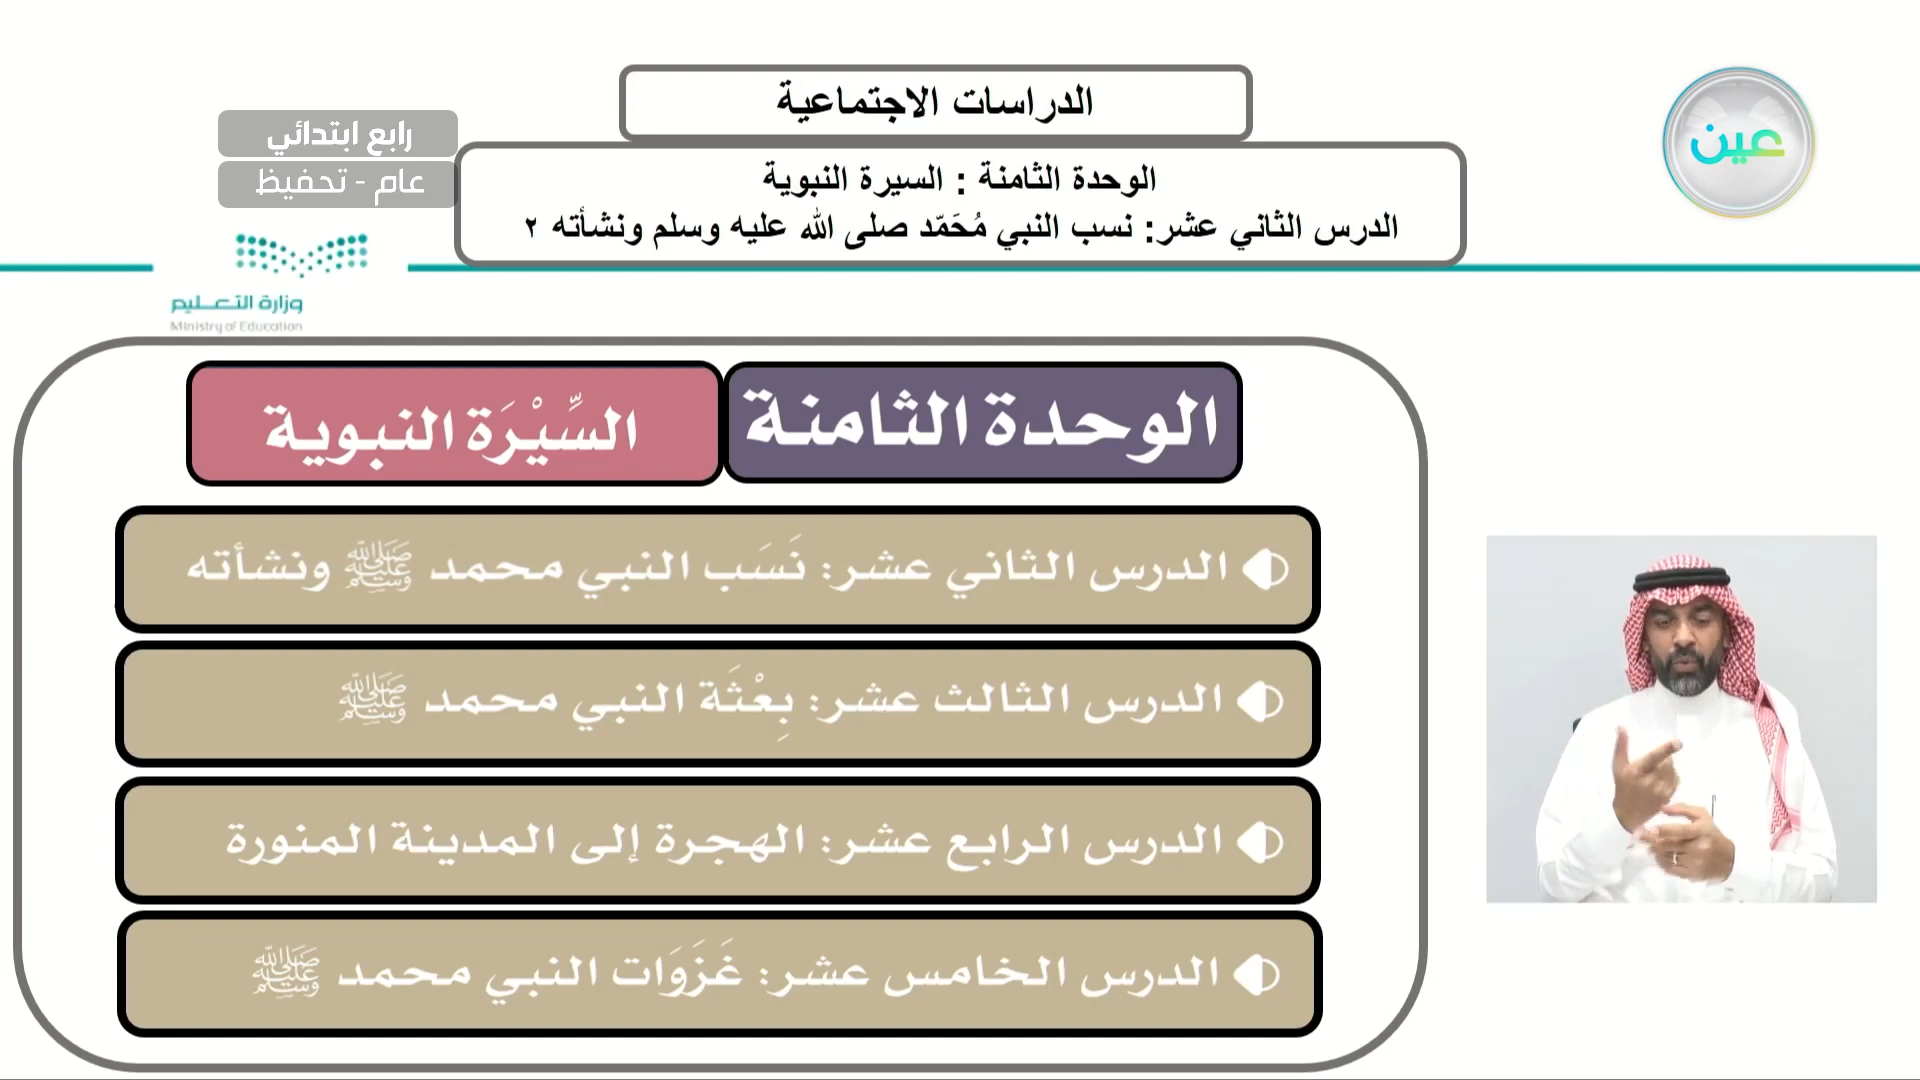 الدراسات الاجتماعية
عين
رابع ابتدائي
عام - تحفيظ
الوحدة الثامنة : السيرة النبوية
الدرس الثاني عشر: نسب النبي مُحَمّد صلى الله عليه وسلم ونشأته ٢
وزارة التعليم
Ministry of Education
الوحدة الثامنة
السِّيْرَة النبوية
الدرس الثاني عشر: نَسَب النبي محمد ﷺ ونشأته
الدرس الثالث عشر: بِعْثَة النبي محمد ﷺ
الدرس الرابع عشر: الهجرة إلى المدينة المنورة
الدرس الخامس عشر: غَزَوَات النبي محمد ﷺ